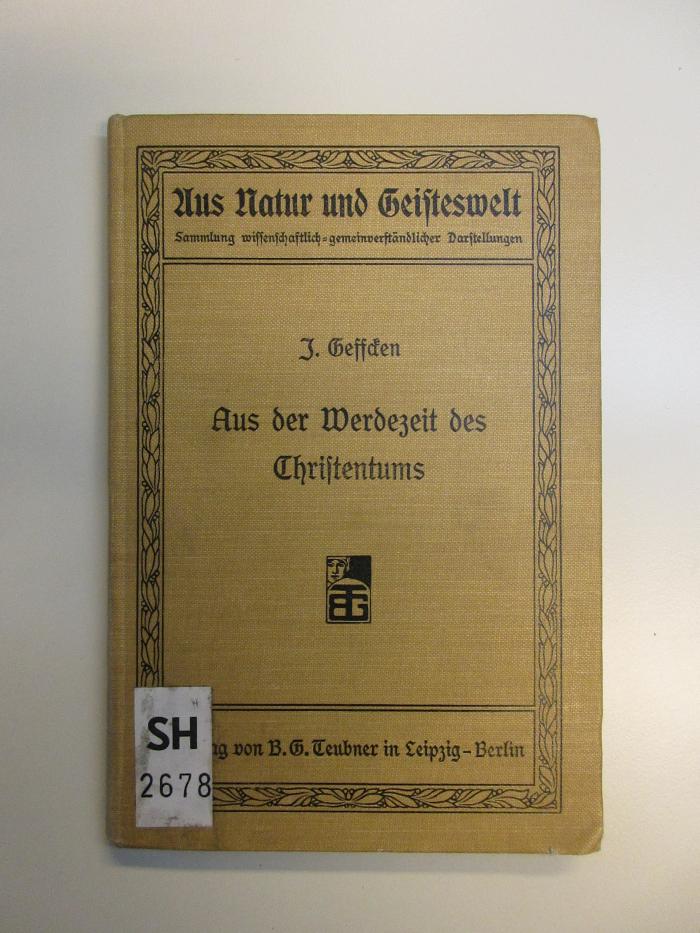 Aus Natur und Geisteswelt
Sammlung wissenschaftlich=gemeinverständlicher Darstellungen
J. Geffcken
Aus der Werdezeit des
Christentums
BTG
von B. G. Teubner in Leipzig – Berlin
SH
2678